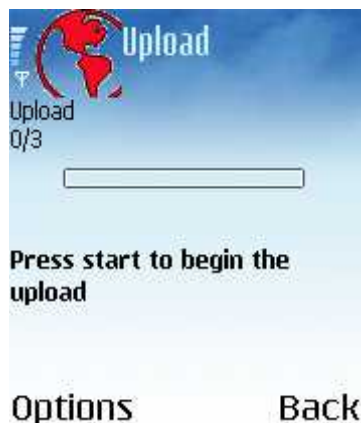 Upload
Upload
0/3
Press start to begin the
upload
Options Back